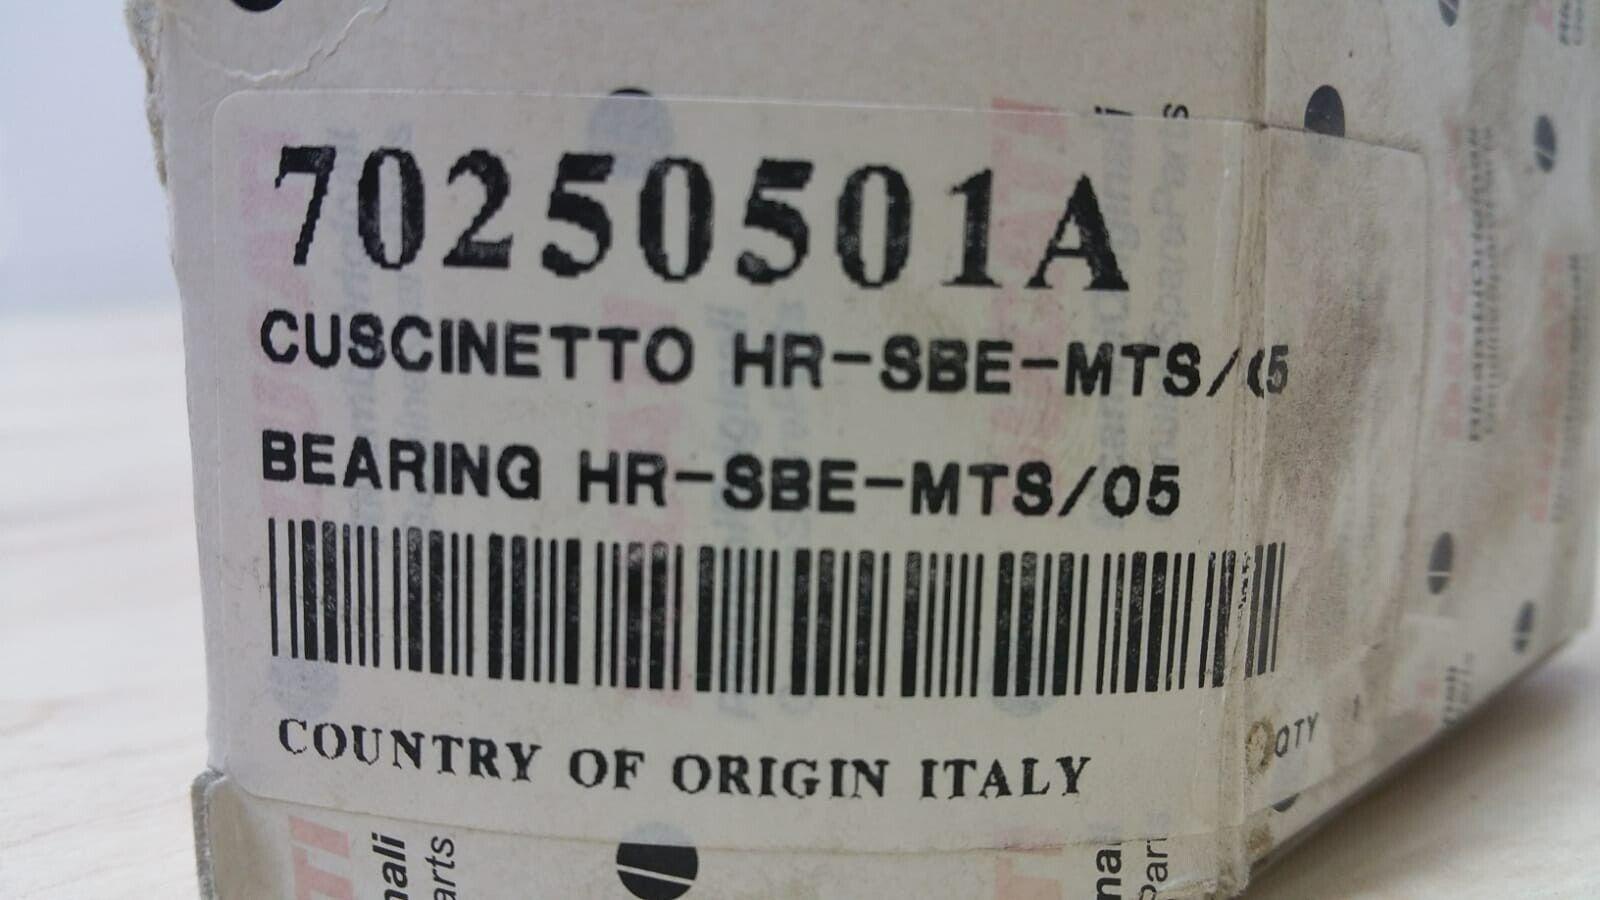 70250501A
CUSCINETTO HR-SBE-MTS/05
BEARING HR-SBE-MTS/05
COUNTRY OF ORIGIN ITALY
QTY